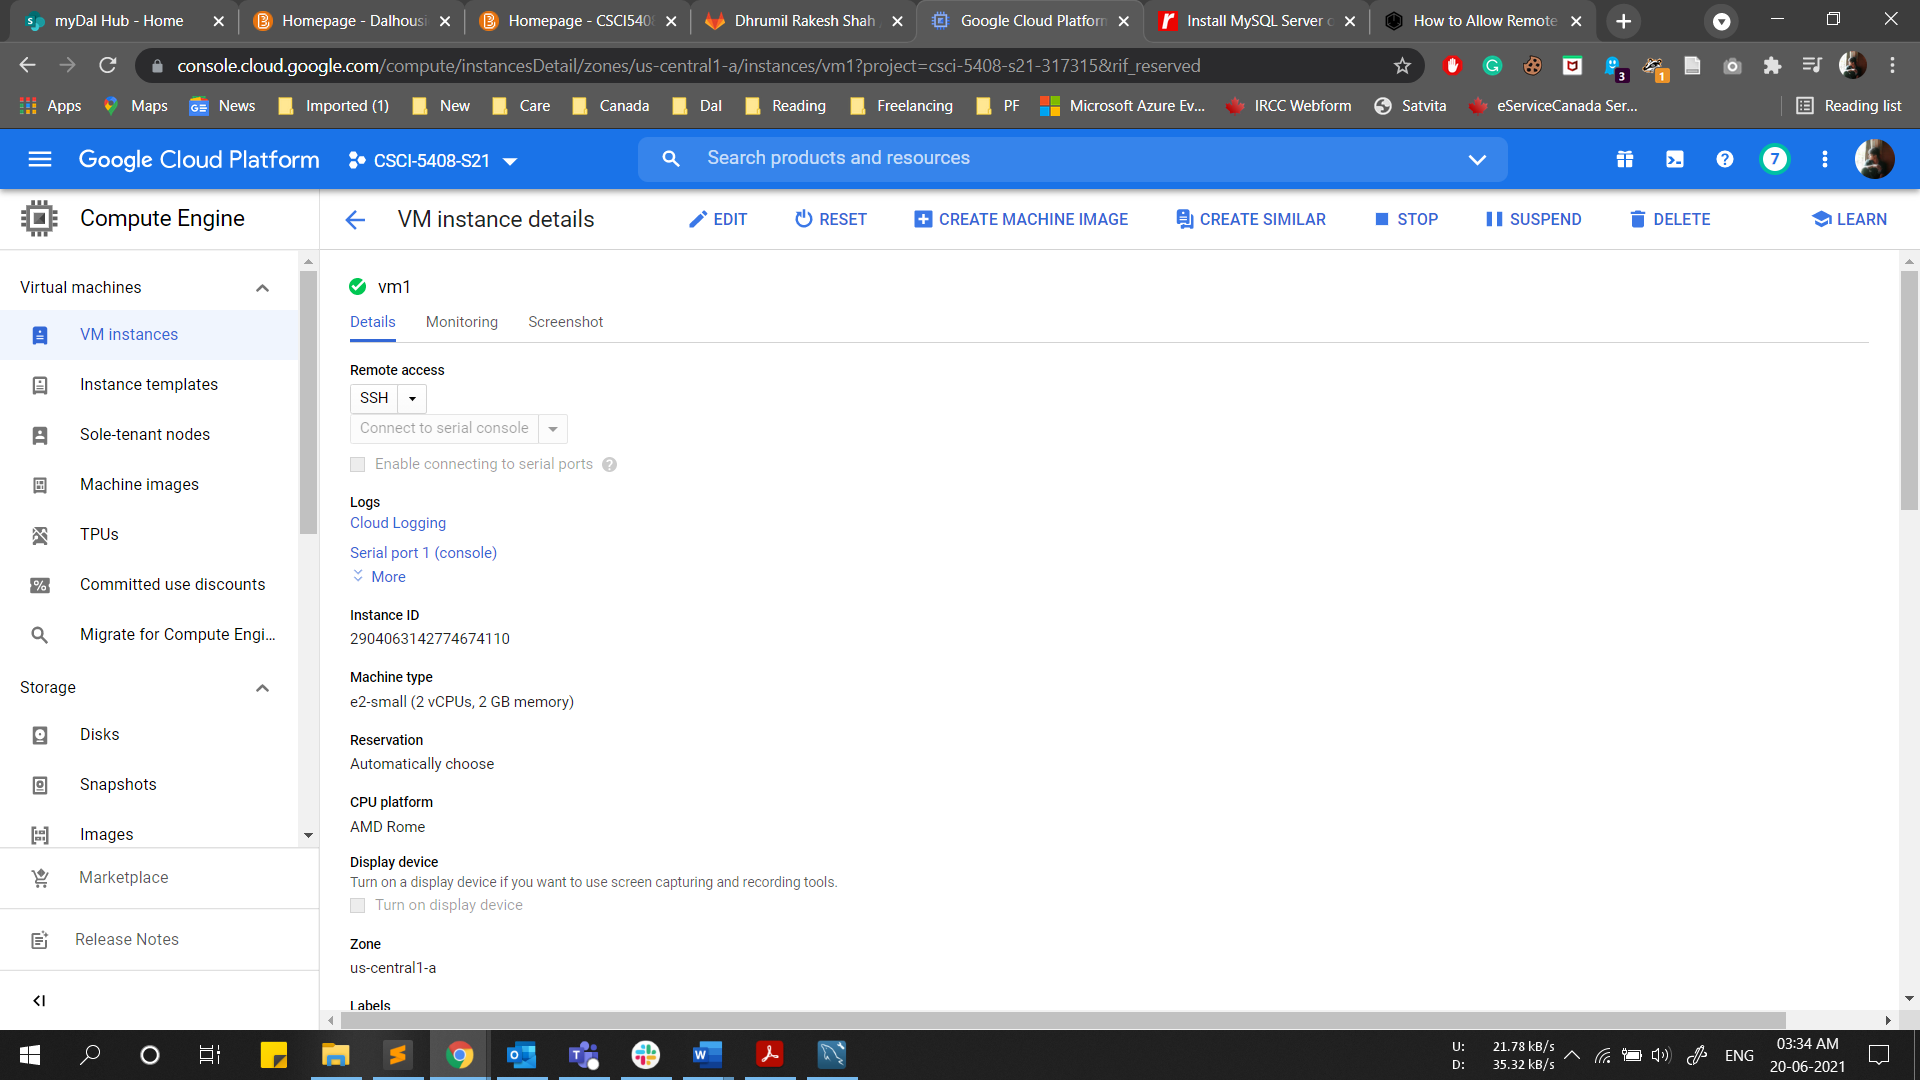 myDal Hub - Home
Homepage - Dalhousi
Homepage - CSCI540
Dhrumil Rakesh Shah
Google Cloud Platform
Install MySQL Server o
How to Allow Remote
console.cloud.google.com/compute/instancesDetail/zones/us-central1-a/instances/vm1?project=csci-5408-s21-317315&rif_reserved
3
1
Apps
Maps
News
Imported (1)
New
Care
Canada
Dal
Reading
Freelancing
PF
Microsoft Azure Ev...
IRCC Webform
Satvita
eServiceCanada Ser...
Reading list
Google Cloud Platform
CSCI-5408-S21
Search products and resources
7
Compute Engine
VM instance details
EDIT
RESET
CREATE MACHINE IMAGE
CREATE SIMILAR
STOP
SUSPEND
DELETE
LEARN
Virtual machines
VM instances
Instance templates
Sole-tenant nodes
Machine images
TPUs
Committed use discounts
Migrate for Compute Engi...
Storage
Disks
Snapshots
Images
Marketplace
Release Notes
vm1
Details
Monitoring
Screenshot
Remote access
SSH
Connect to serial console
Enable connecting to serial ports
Logs
Cloud Logging
Serial port 1 (console)
More
Instance ID
2904063142774674110
Machine type
e2-small (2 vCPUs, 2 GB memory)
Reservation
Automatically choose
CPU platform
AMD Rome
Display device
Turn on a display device if you want to use screen capturing and recording tools.
Turn on display device
Zone
us-central1-a
Labels
U: 21.78 kB/s
D: 35.32 kB/s
ENG
03:34 AM
20-06-2021